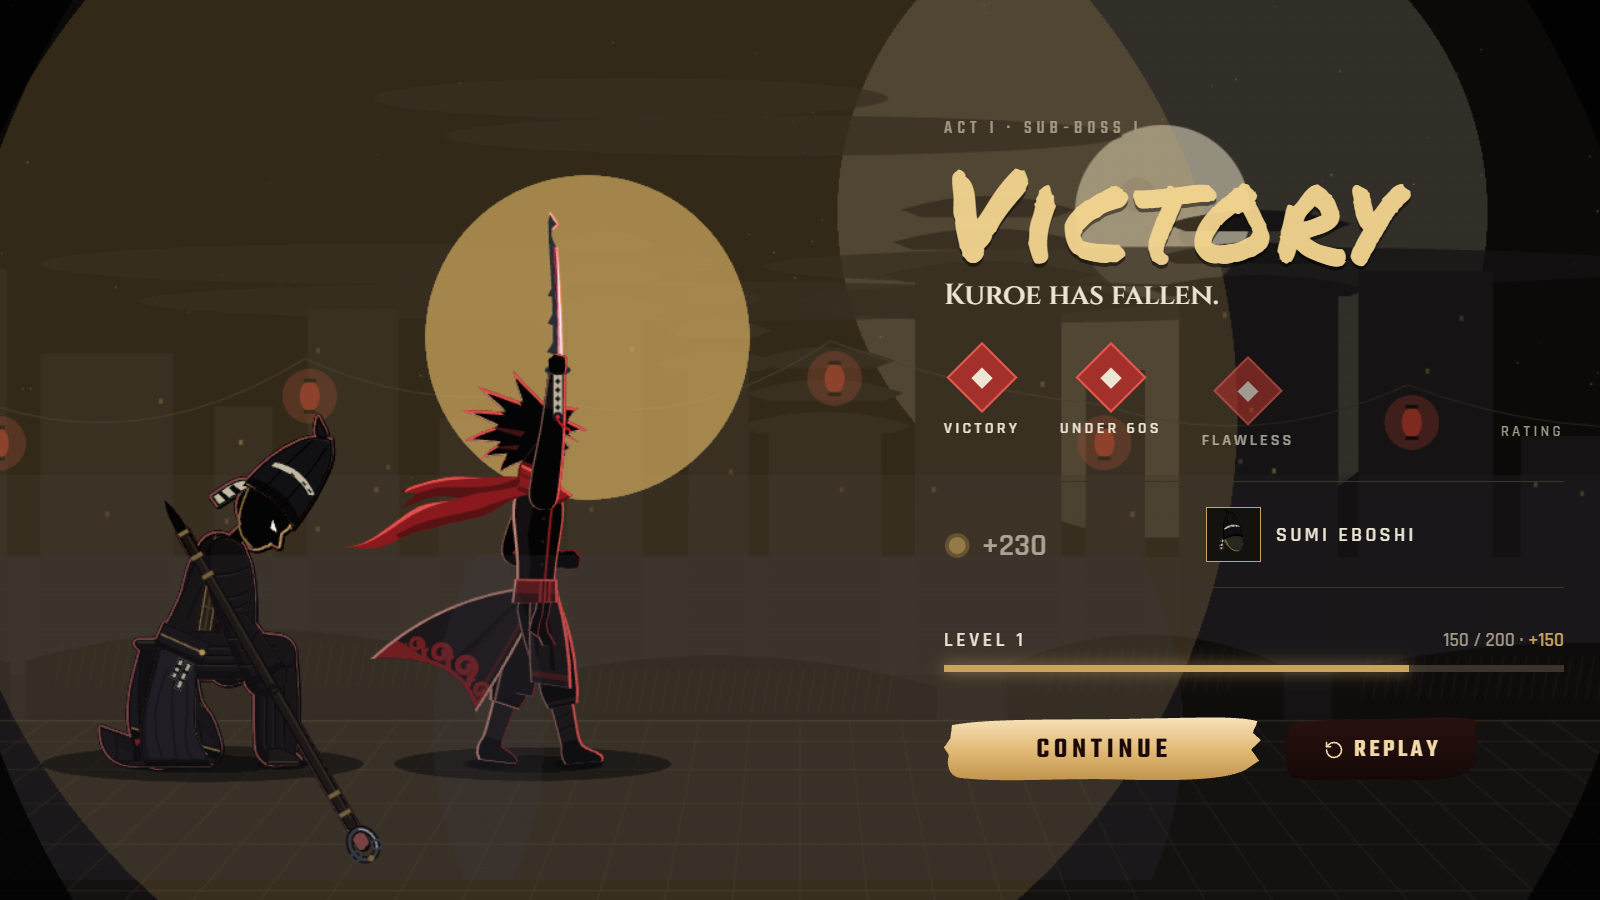 ACT I · SUB-BOSS I
VICTORY
KUROE HAS FALLEN.
VICTORY
UNDER 60S
FLAWLESS
RATING
+230
SUMI EBOSHI
LEVEL 1
150 / 200 · +150
CONTINUE
REPLAY